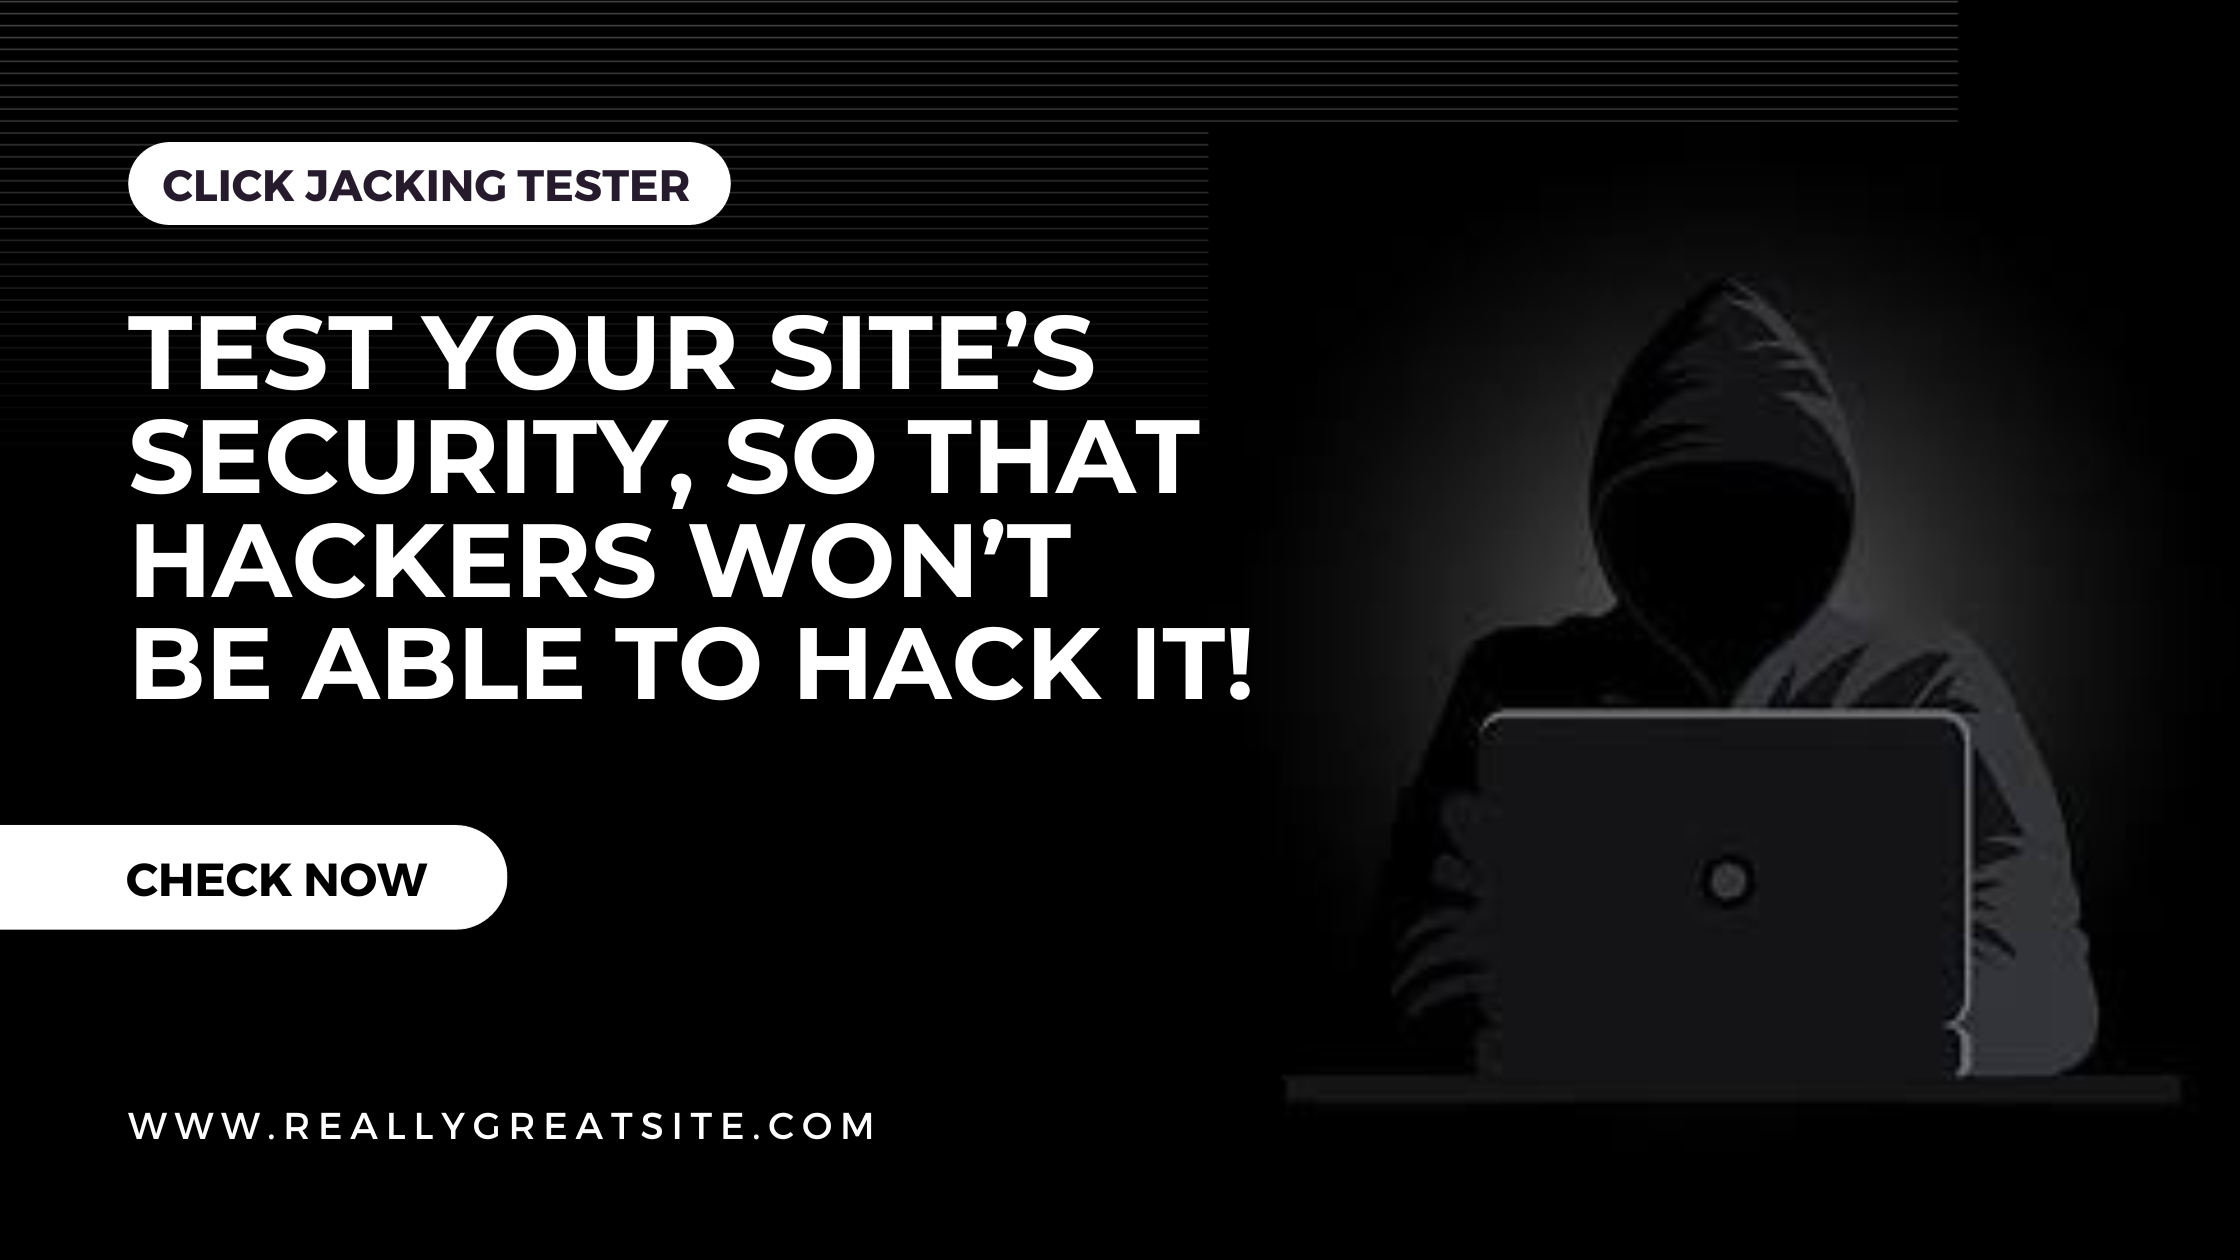 CLICK JACKING TESTER
TEST YOUR SITE’S
SECURITY, SO THAT
HACKERS WON’T
BE ABLE TO HACK IT!
CHECK NOW
WWW.REALLYGREATSITE.COM